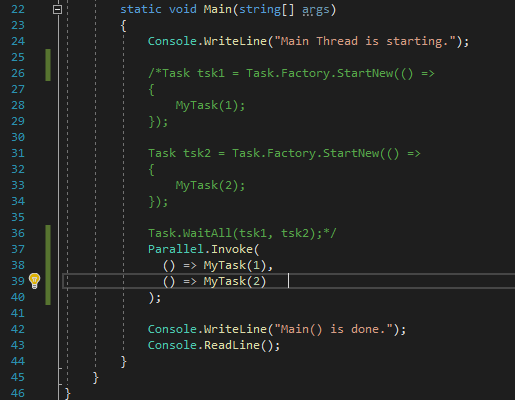 22 static void Main(string[] args)
23 {
24 Console.WriteLine("Main Thread is starting.");
25
26 /*Task tsk1 = Task.Factory.StartNew(() =>
27 {
28 MyTask(1);
29 });
30
31 Task tsk2 = Task.Factory.StartNew(() =>
32 {
33 MyTask(2);
34 });
35
36 Task.WaitAll(tsk1, tsk2);*/
37 Parallel.Invoke(
38 () => MyTask(1),
39 () => MyTask(2)
40 );
41
42 Console.WriteLine("Main() is done.");
43 Console.ReadLine();
44 }
45 }
46 }